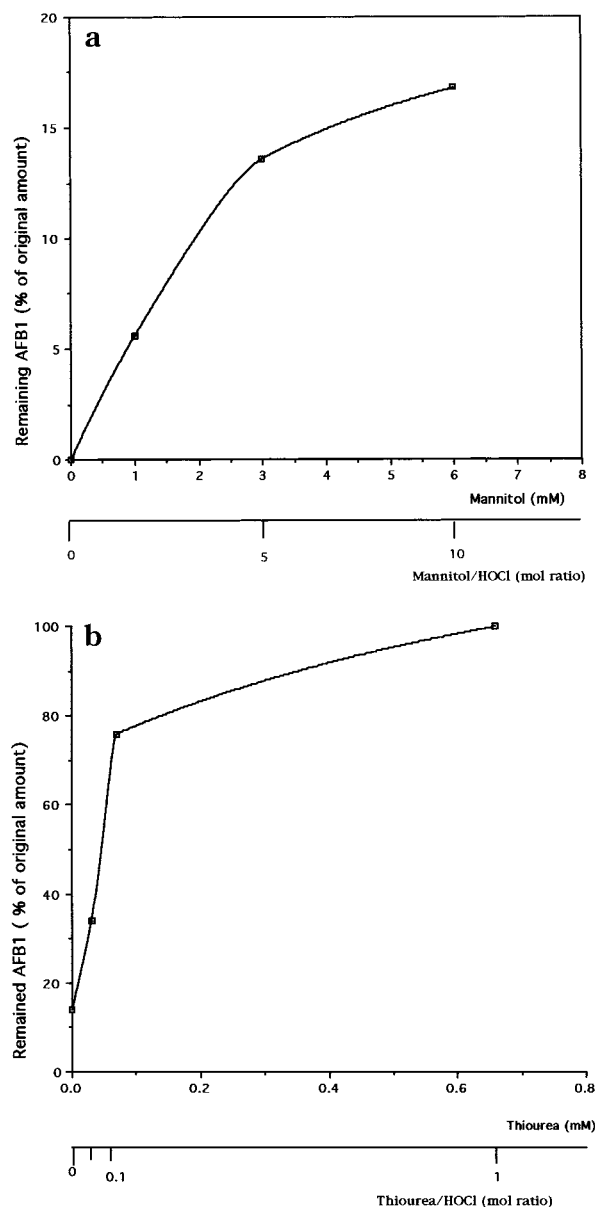 a
20
15
10
5
0
Remaining AFB1 (% of original amount)
0 1 2 3 4 5 6 7 8
Mannitol (mM)
0 5 10
Mannitol/HOCl (mol ratio)
b
100
80
60
40
20
0
Remained AFB1 ( % of original amount)
0.0 0.2 0.4 0.6 0.8
Thiourea (mM)
0 0.1 1
Thiourea/HOCl (mol ratio)